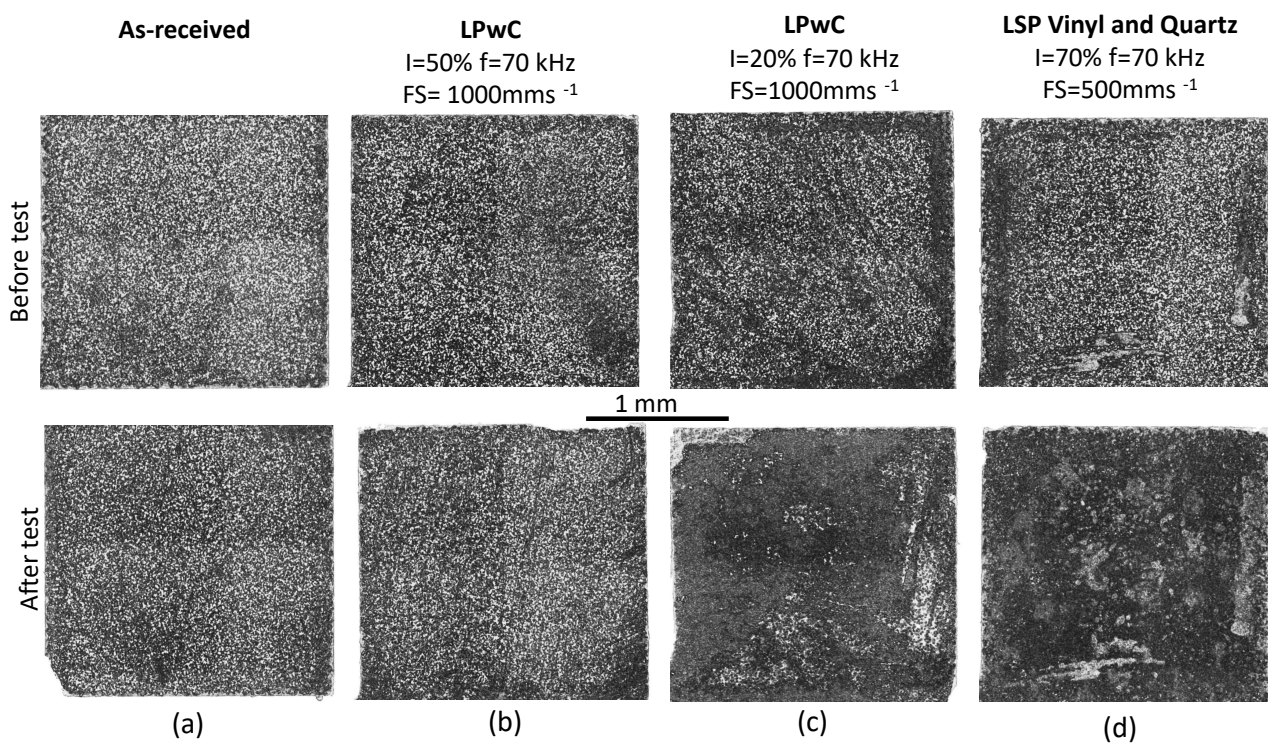 As-received
LPwC
I=50% f=70 kHz
FS= 1000mms ⁻¹
LPwC
I=20% f=70 kHz
FS=1000mms ⁻¹
LSP Vinyl and Quartz
I=70% f=70 kHz
FS=500mms ⁻¹
Before test
1 mm
After test
(a)
(b)
(c)
(d)